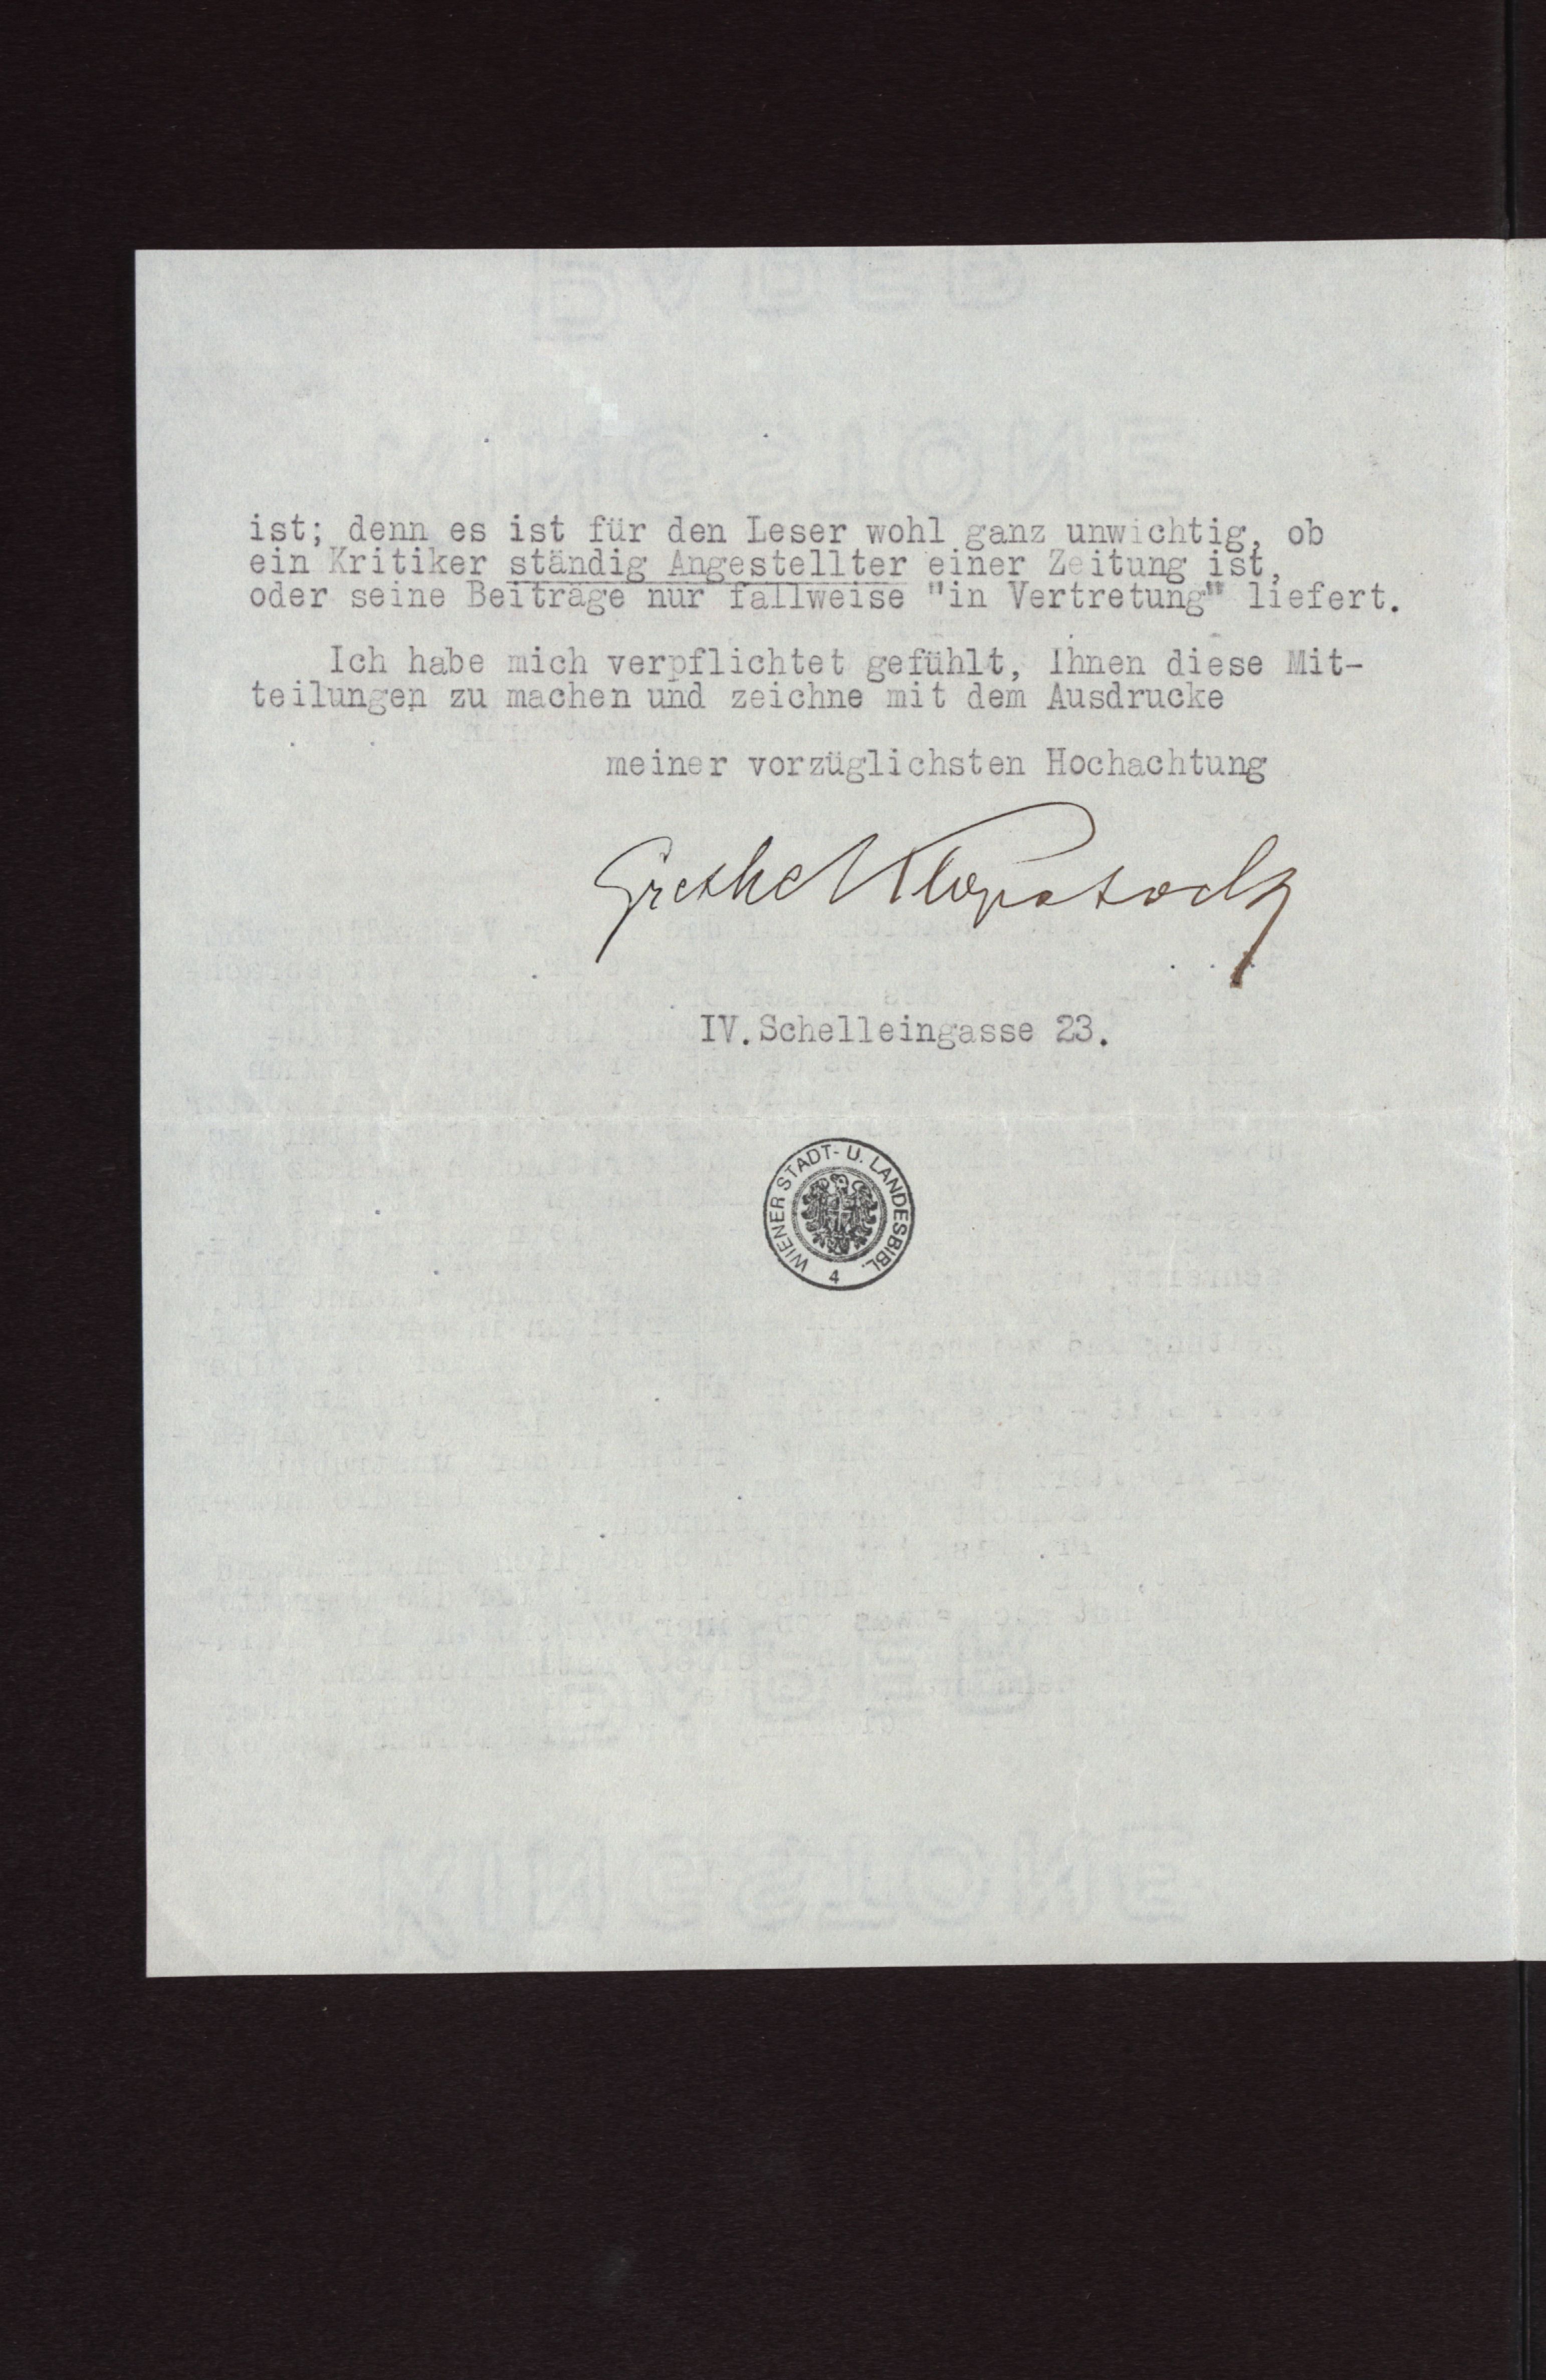 ist; denn es ist für den Leser wohl ganz unwichtig, ob
ein Kritiker ständig Angestellter einer Zeitung ist,
oder seine Beiträge nur fallweise "in Vertretung" liefert.
Ich habe mich verpflichtet gefühlt, Ihnen diese Mit-
teilungen zu machen und zeichne mit dem Ausdrucke
meiner vorzüglichsten Hochachtung
Grethe Klopstock
IV. Schelleingasse 23.
WIENER STADT- U. LANDESBIBL.
4